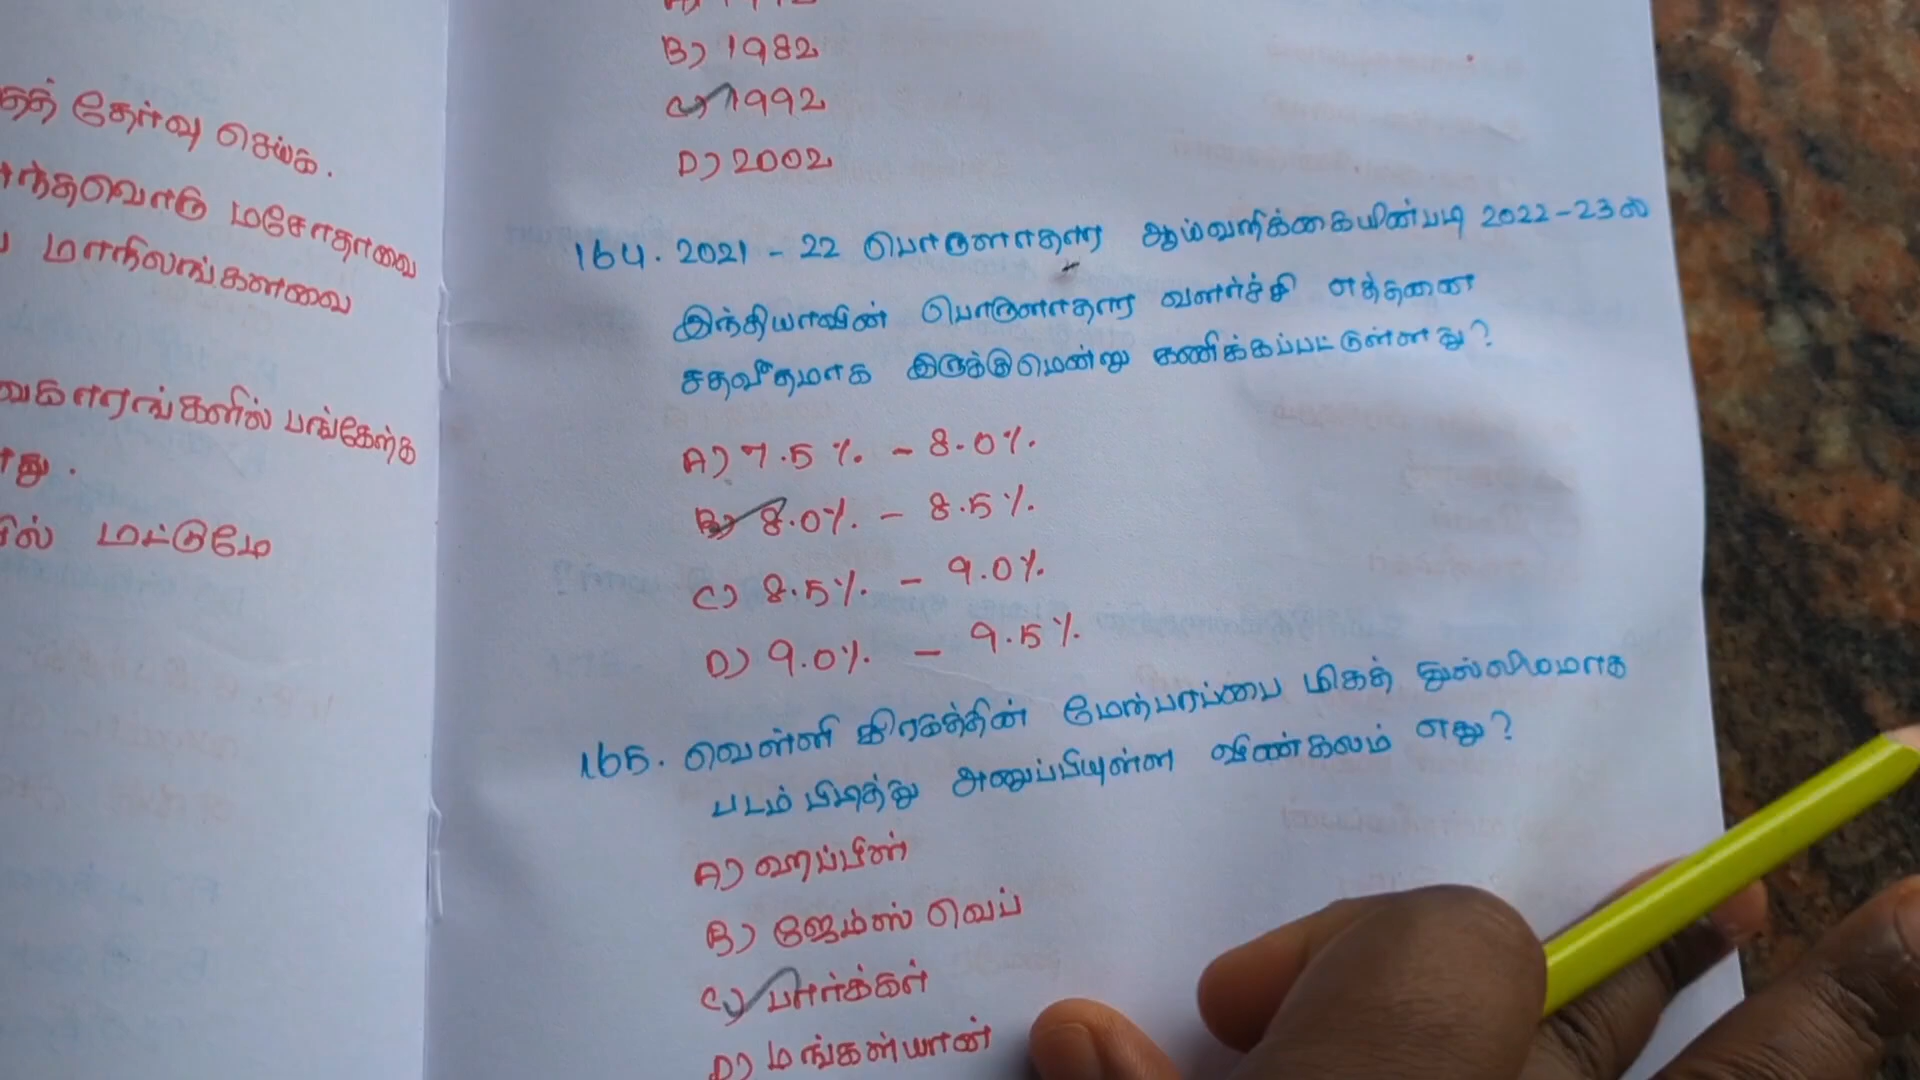 தத் தேர்வு செய்க.
மசோதாவை
மாநிலங்களவை
பங்கேற்க
மட்டுமே
B) 1982
C) 1992
D) 2002
164. 2021 - 22 பொருளாதார ஆய்வறிக்கையின்படி 2022-23ல்
இந்தியாவின் பொருளாதார வளர்ச்சி எத்தனை
சதவீதமாக இருக்குமென்று கணிக்கப்பட்டுள்ளது?
A) 7.5% - 8.0%.
B) 8.0% - 8.5%.
C) 8.5% - 9.0%.
D) 9.0% - 9.5%.
165. வெள்ளி கிரகத்தின் மேற்பரப்பை மிகத் துல்லியமாக
படம் பிடித்து அனுப்பியுள்ள விண்கலம் எது?
A) ஹப்பிள்
B) ஜேம்ஸ் வெப்
C) பார்க்கர்
D) மங்கள்யான்